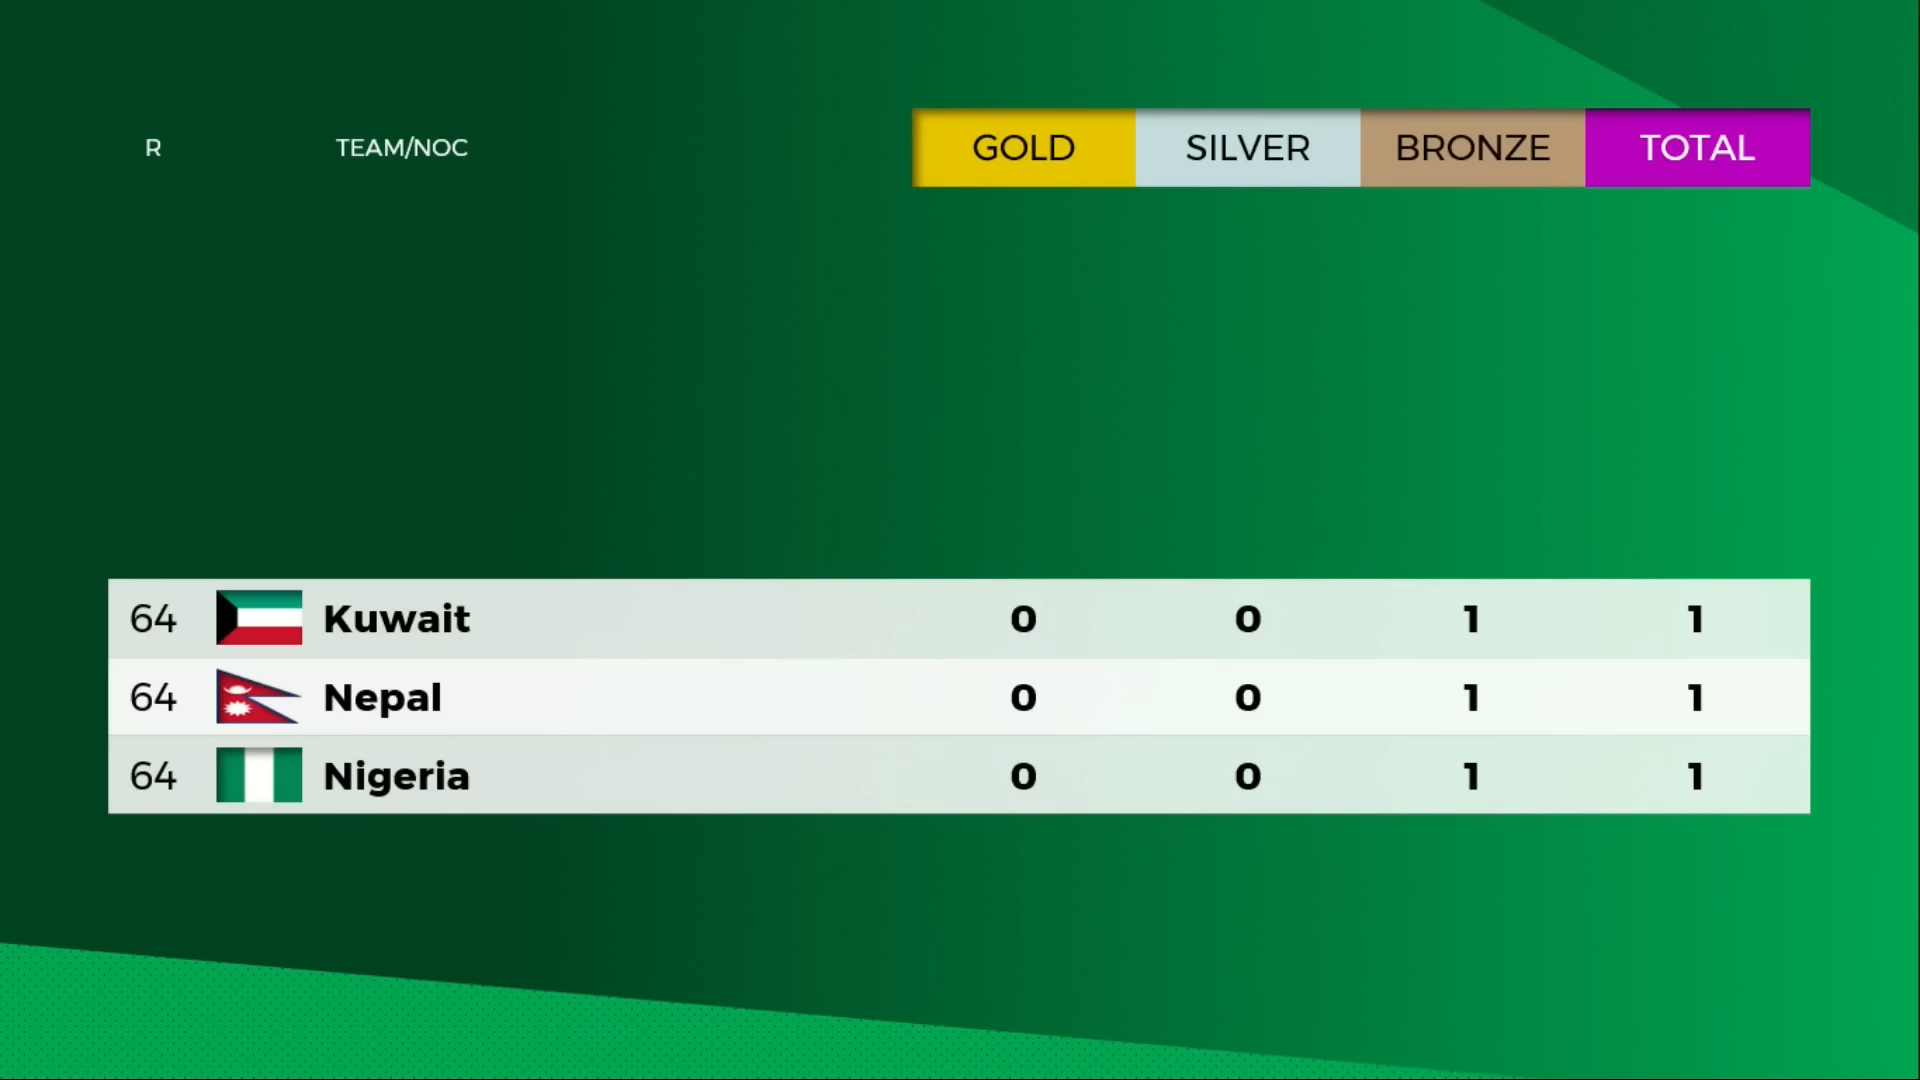 R TEAM/NOC GOLD SILVER BRONZE TOTAL
64 Kuwait 0 0 1 1
64 Nepal 0 0 1 1
64 Nigeria 0 0 1 1